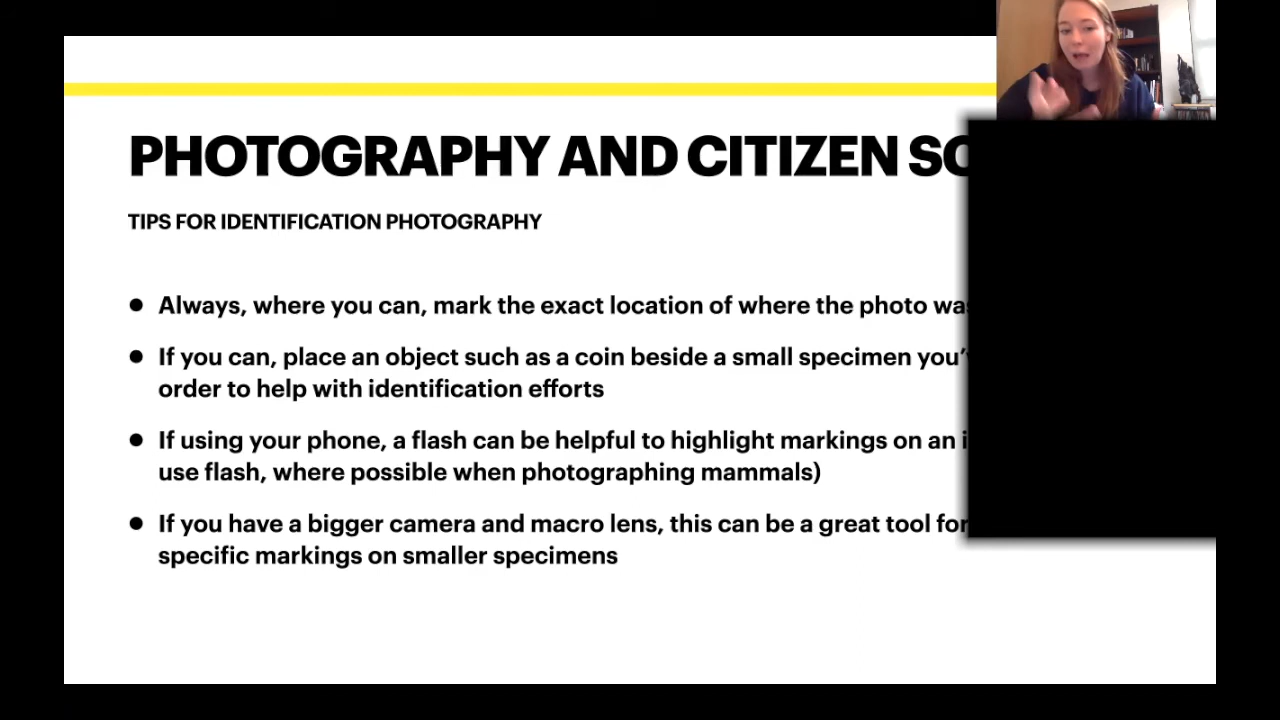 PHOTOGRAPHY AND CITIZEN
TIPS FOR IDENTIFICATION PHOTOGRAPHY
Always, where you can, mark the exact location of where the photo
If you can, place an object such as a coin beside a small specimen
order to help with identification efforts
If using your phone, a flash can be helpful to highlight markings on an
use flash, where possible when photographing mammals)
If you have a bigger camera and macro lens, this can be a great tool for
specific markings on smaller specimens